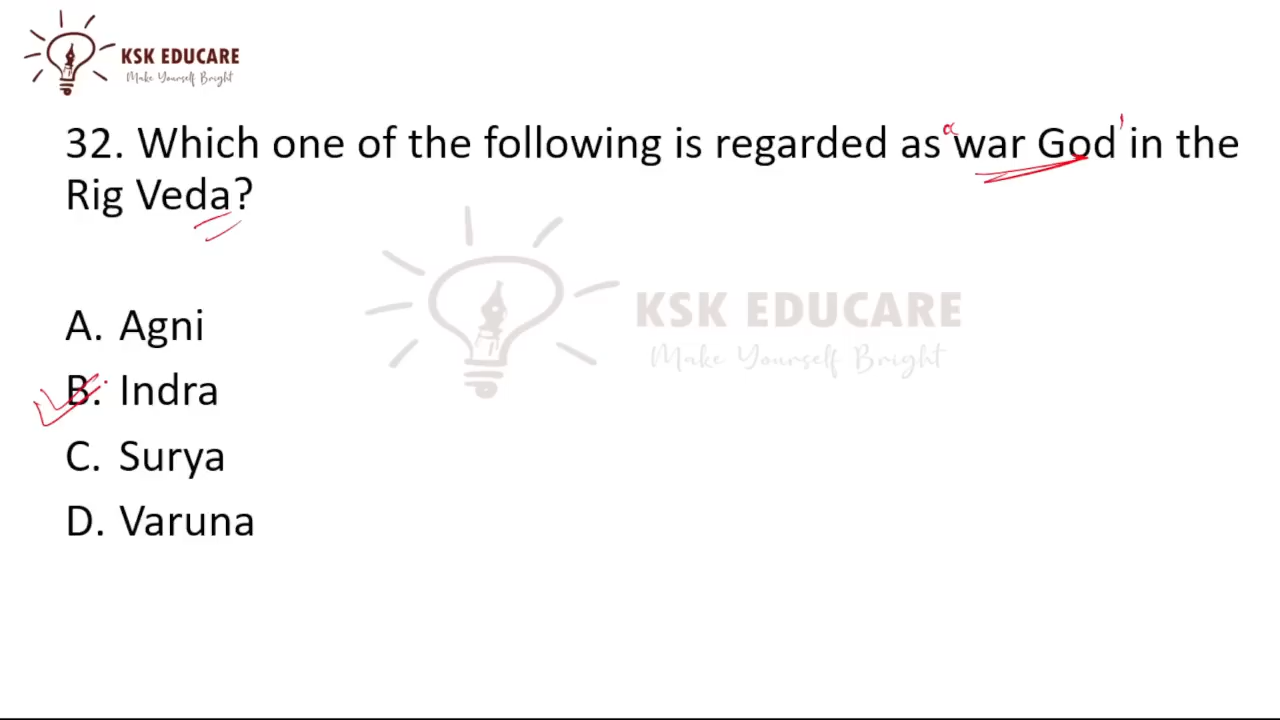 KSK EDUCARE
Make Yourself Bright
32. Which one of the following is regarded as war God in the
Rig Veda?
KSK EDUCARE
Make Yourself Bright
A. Agni
B. Indra
C. Surya
D. Varuna